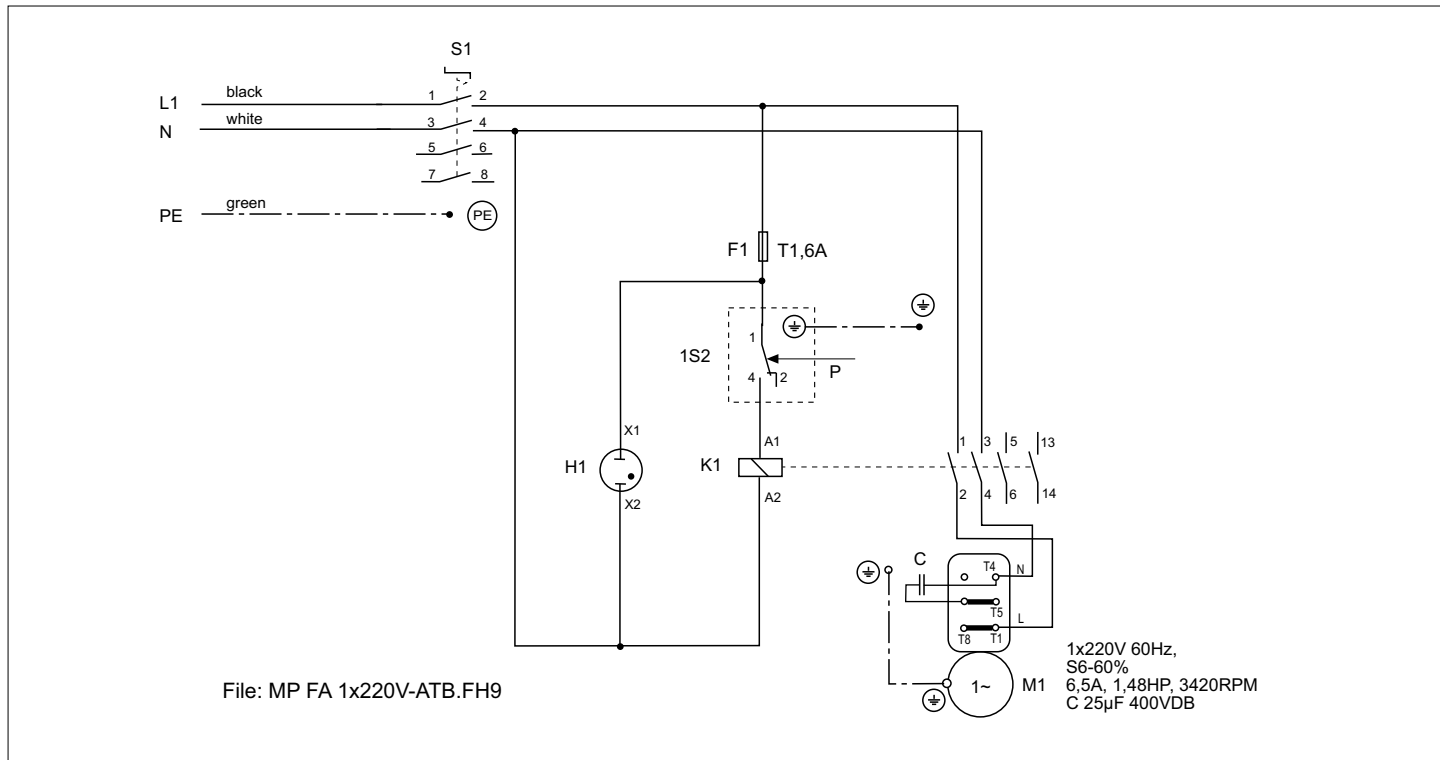 S1
L1
black
1
2
N
white
3
4
5
6
7
8
PE
green
PE
F1
T1,6A
1S2
1
4
2
P
X1
H1
X2
K1
A1
A2
1
3
5
13
2
4
6
14
C
T4
N
T5
L
T8
T1
1~
M1
1x220V 60Hz,
S6-60%
6,5A, 1,48HP, 3420RPM
C 25µF 400VDB
File: MP FA 1x220V-ATB.FH9